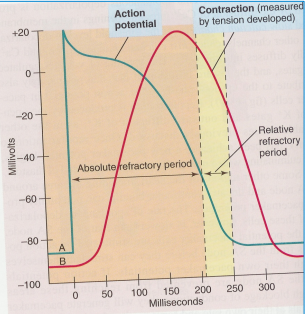 Action
potential
Contraction (measured
by tension developed)
+20
0
−20
−40
−60
−80
−100
Millivolts
Absolute refractory period
Relative
refractory
period
A
B
0 50 100 150 200 250 300
Milliseconds